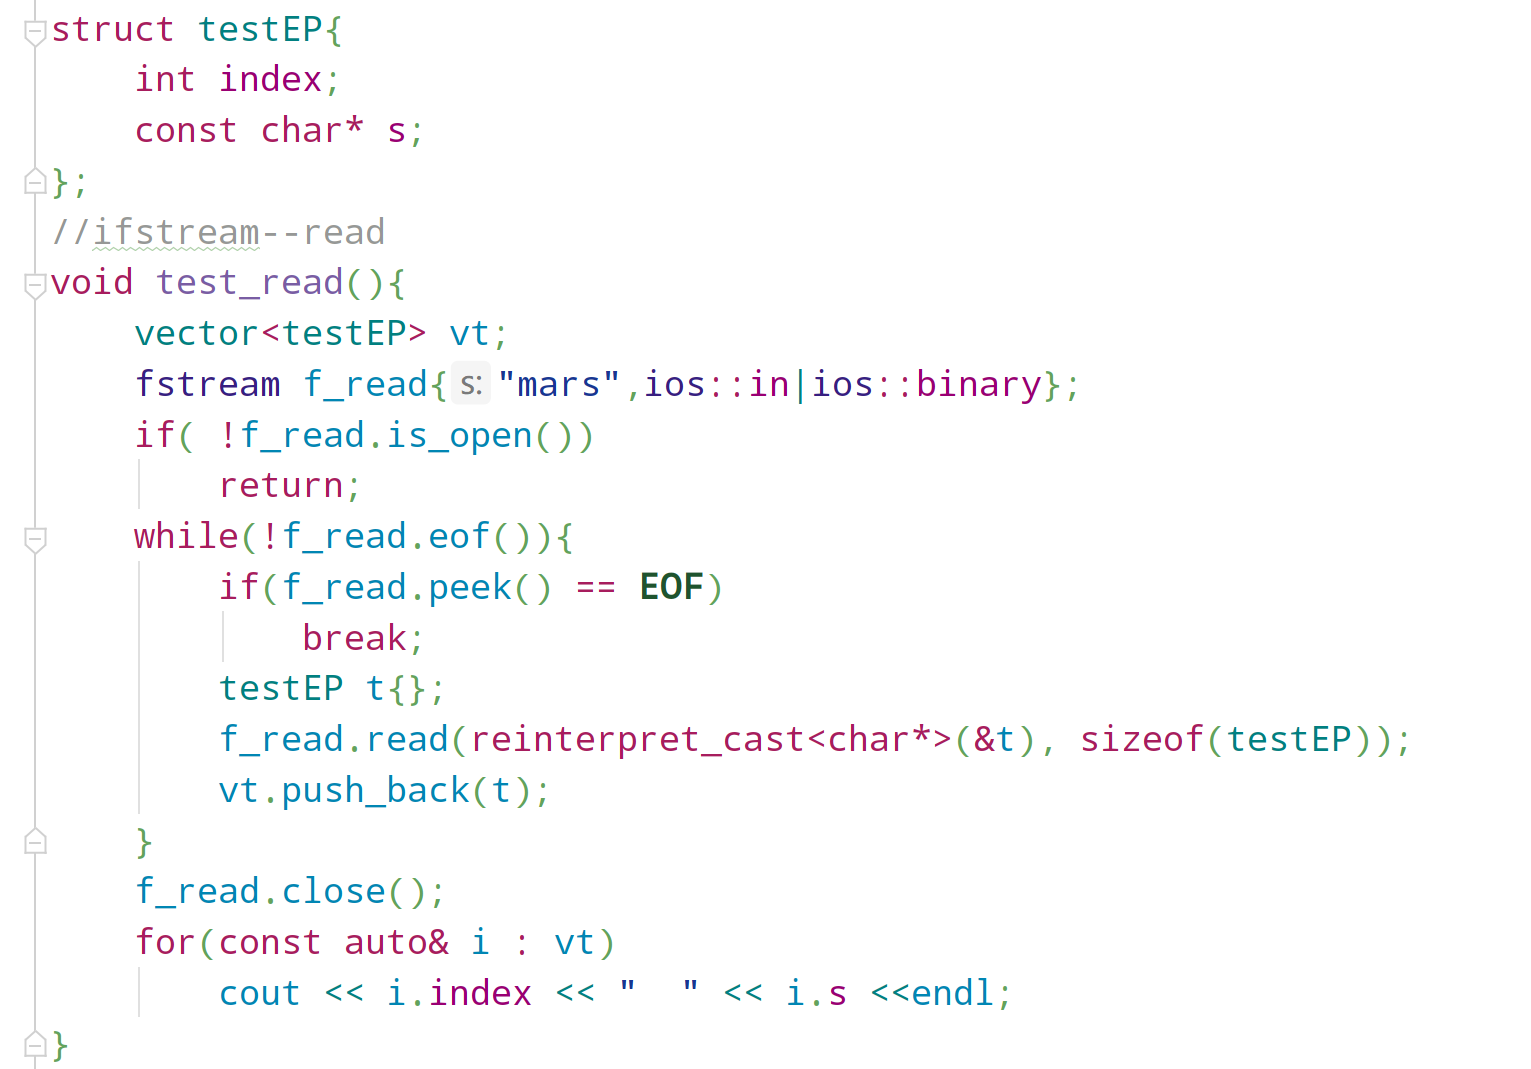 struct testEP{
    int index;
    const char* s;
};
//ifstream--read
void test_read(){
    vector<testEP> vt;
    fstream f_read{ s: "mars",ios::in|ios::binary};
    if( !f_read.is_open())
        return;
    while(!f_read.eof()){
        if(f_read.peek() == EOF)
            break;
        testEP t{};
        f_read.read(reinterpret_cast<char*>(&t), sizeof(testEP));
        vt.push_back(t);
    }
    f_read.close();
    for(const auto& i : vt)
        cout << i.index << "  " << i.s <<endl;
}